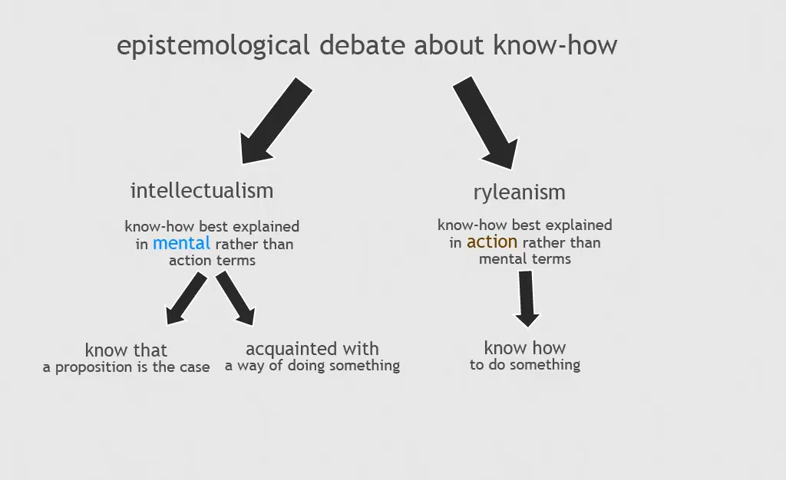 epistemological debate about know-how
intellectualism
know-how best explained
in mental rather than
action terms
know that
a proposition is the case
acquainted with
a way of doing something
ryleanism
know-how best explained
in action rather than
mental terms
know how
to do something